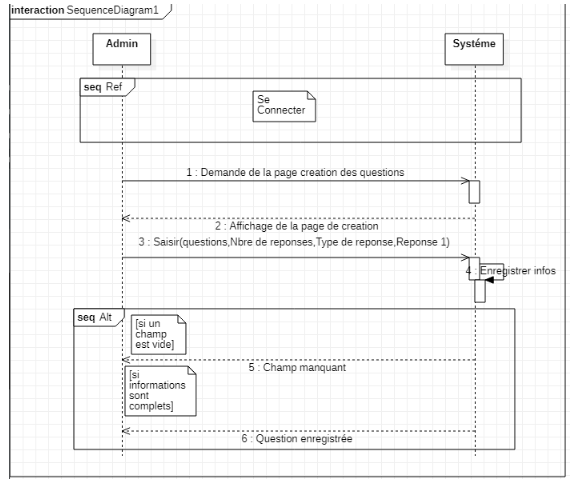 interaction SequenceDiagram1
Admin
Systéme
seq Ref
Se
Connecter
1 : Demande de la page creation des questions
2 : Affichage de la page de creation
3 : Saisir(questions,Nbre de reponses,Type de reponse,Reponse 1)
4 : Enregistrer infos
seq Alt
[si un
champ
est vide]
5 : Champ manquant
[si
informations
sont
complets]
6 : Question enregistrée